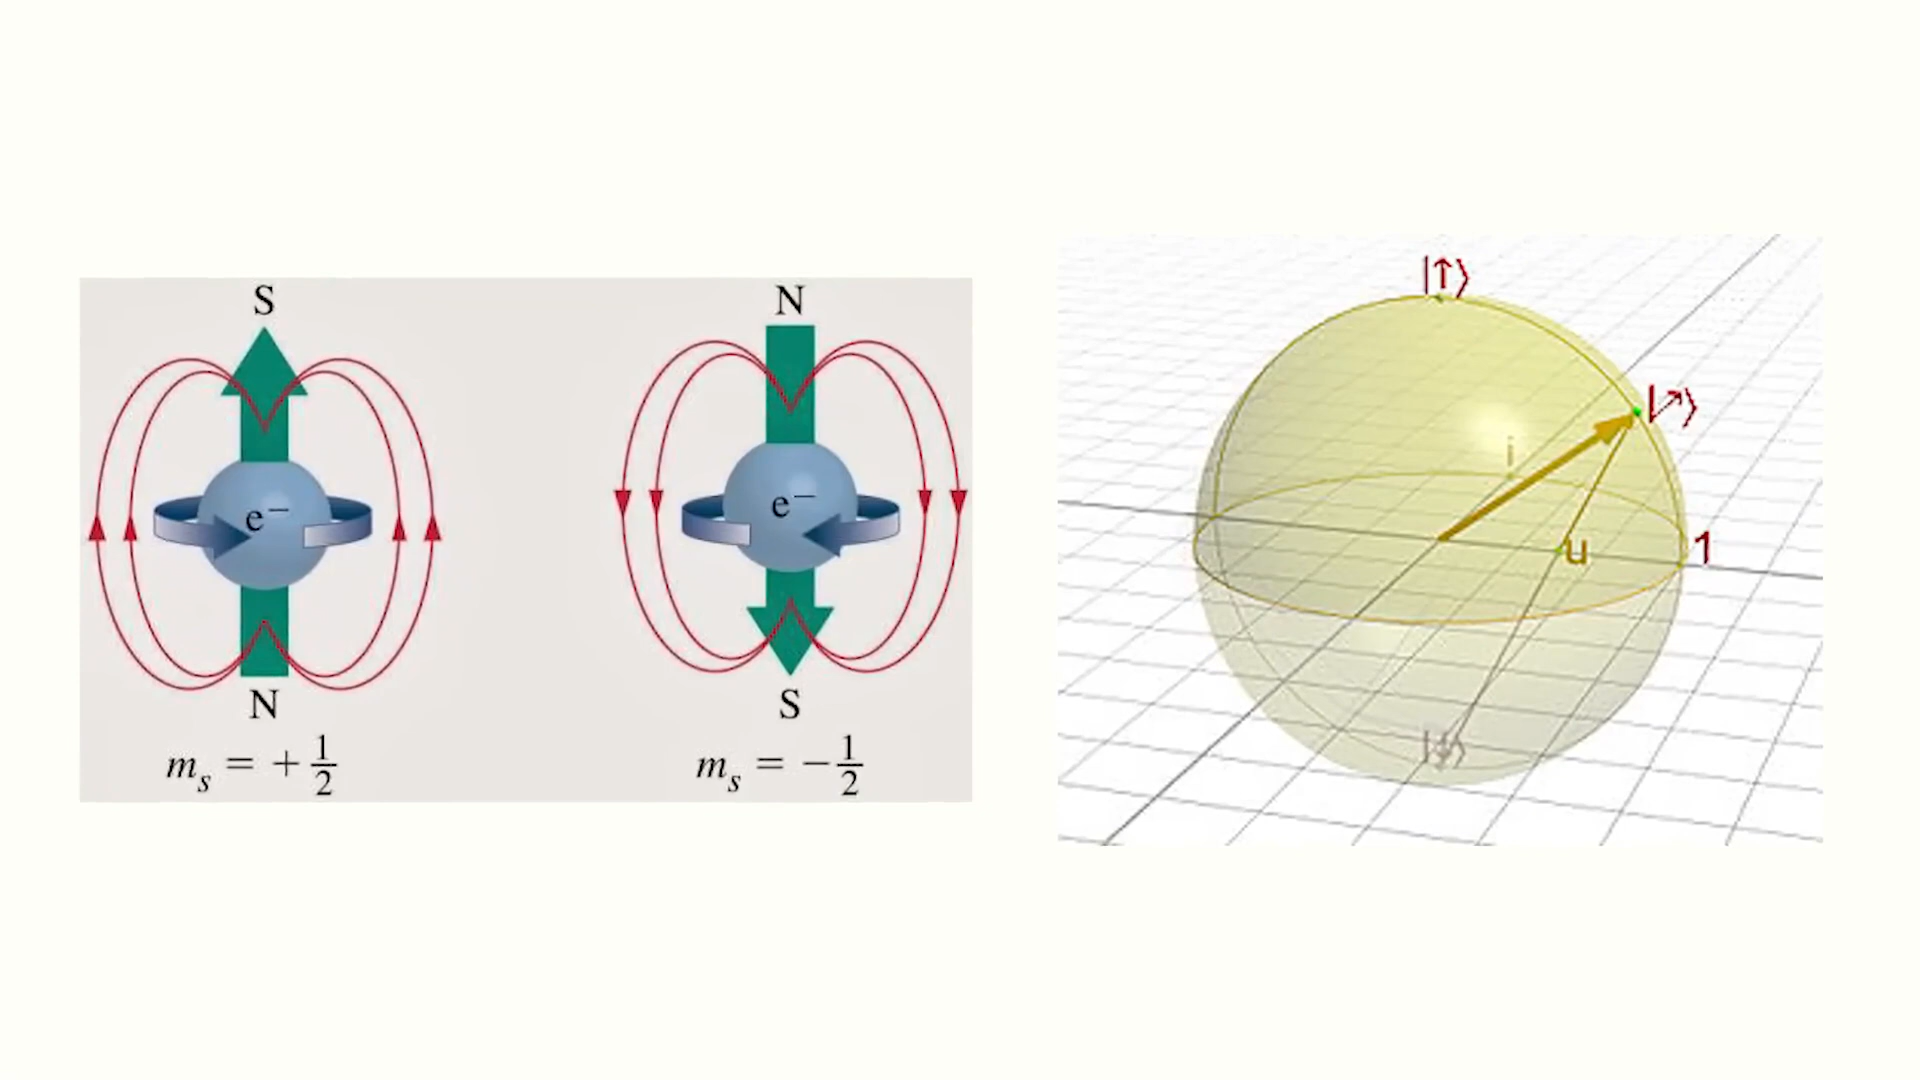 S
e⁻
N
mₛ = + 1/2
N
e⁻
S
mₛ = − 1/2
|↑⟩
|↗⟩
i
u
1
|↓⟩